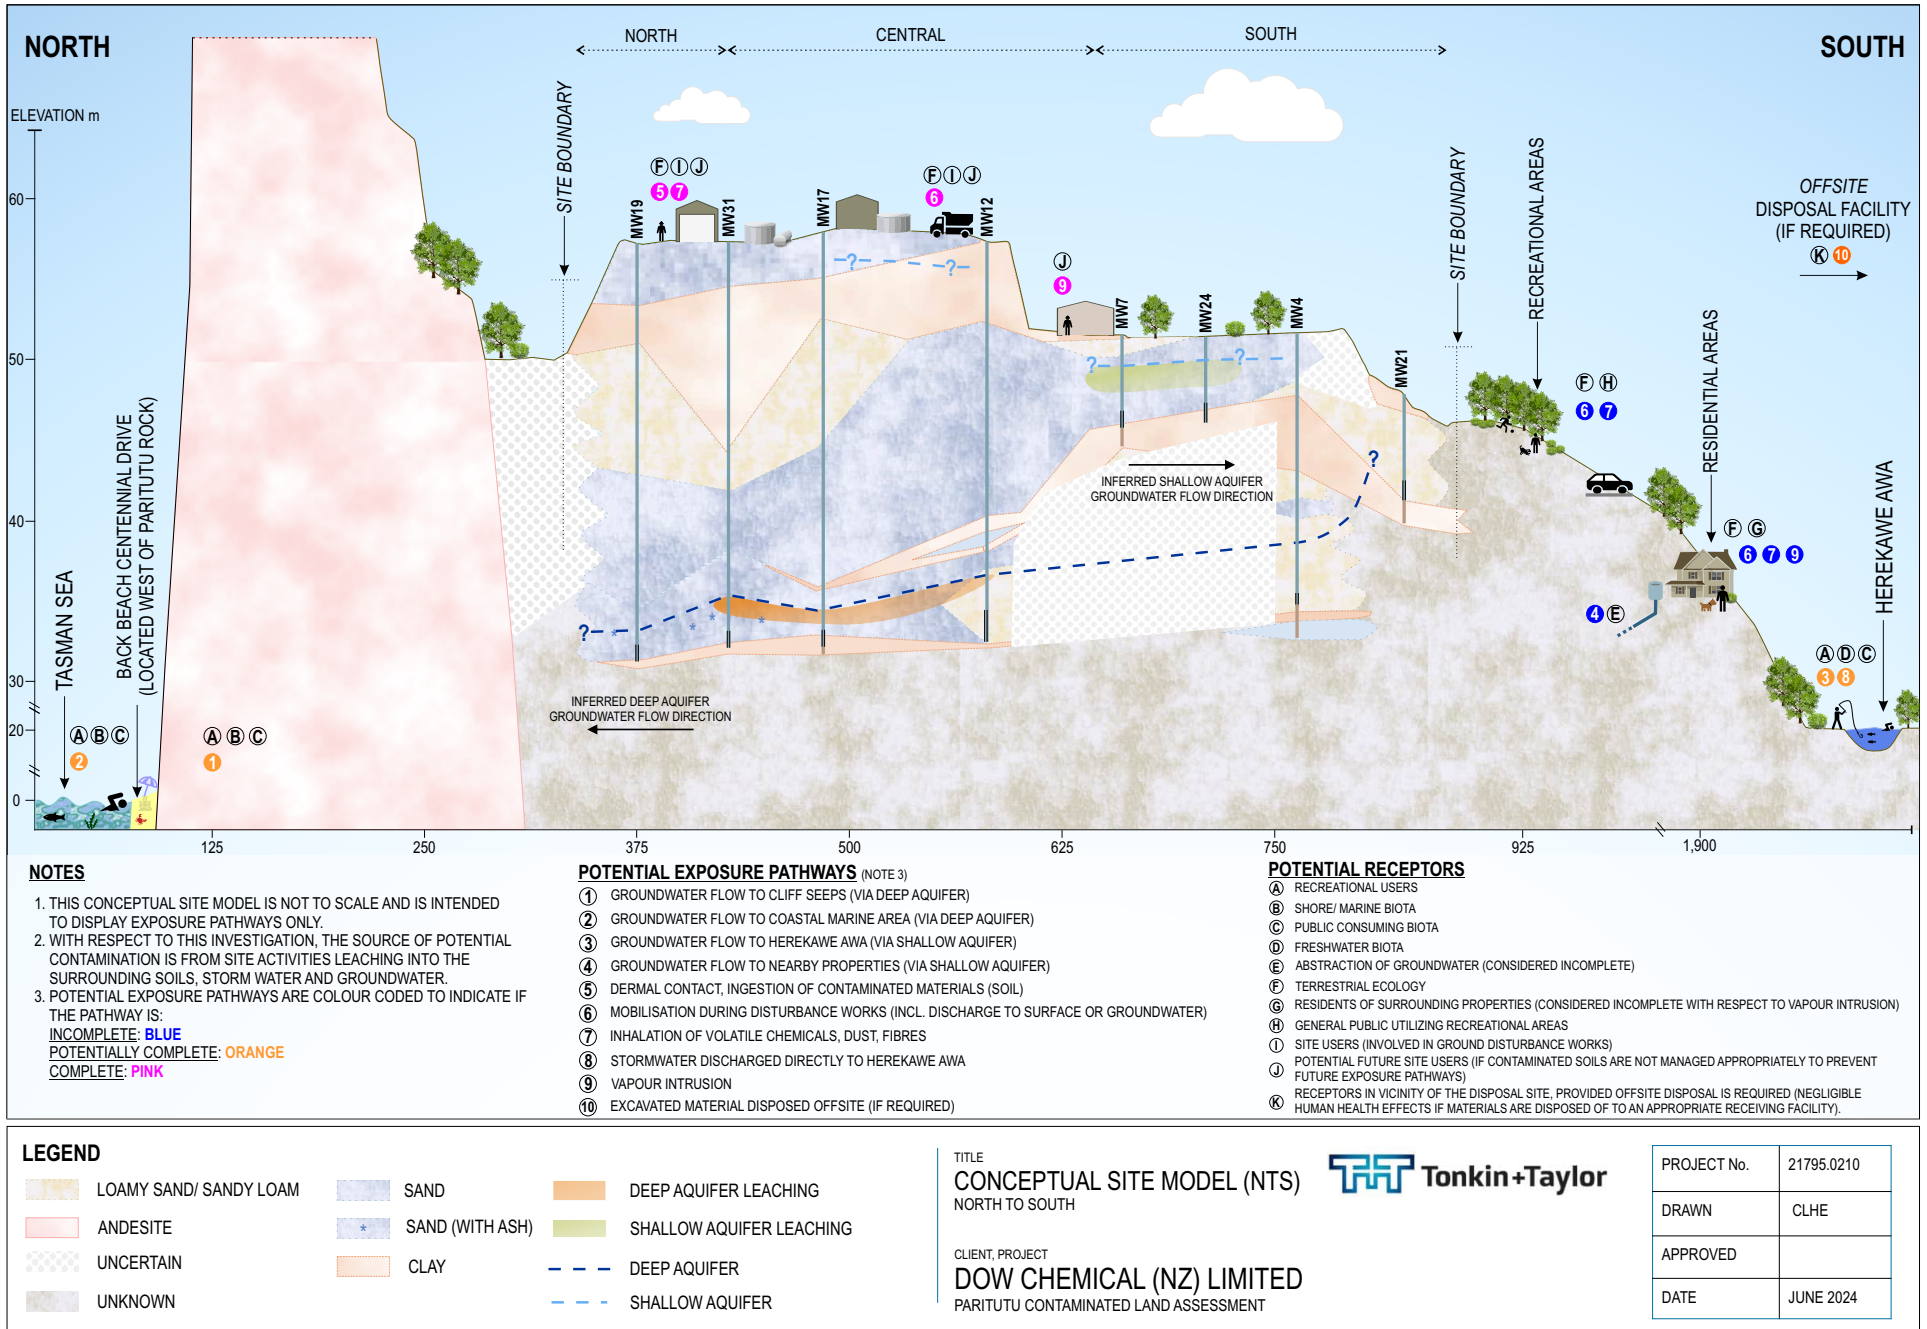 NORTH
NORTH
CENTRAL
SOUTH
SOUTH
ELEVATION m
60
50
40
30
20
0
SITE BOUNDARY
F I J
5 7
MW19
MW31
MW17
F I J
6
MW12
J
9
MW7
MW24
MW4
MW21
SITE BOUNDARY
RECREATIONAL AREAS
OFFSITE
DISPOSAL FACILITY
(IF REQUIRED)
K 10
F H
6 7
RESIDENTIAL AREAS
F G
6 7 9
4 E
HEREKAWE AWA
A D C
3 8
TASMAN SEA
BACK BEACH CENTENNIAL DRIVE
(LOCATED WEST OF PARITUTU ROCK)
A B C
2
A B C
1
? ?
? ?
? ?
INFERRED SHALLOW AQUIFER
GROUNDWATER FLOW DIRECTION
INFERRED DEEP AQUIFER
GROUNDWATER FLOW DIRECTION
125
250
375
500
625
750
925
1,900
NOTES
1. THIS CONCEPTUAL SITE MODEL IS NOT TO SCALE AND IS INTENDED
TO DISPLAY EXPOSURE PATHWAYS ONLY.
2. WITH RESPECT TO THIS INVESTIGATION, THE SOURCE OF POTENTIAL
CONTAMINATION IS FROM SITE ACTIVITIES LEACHING INTO THE
SURROUNDING SOILS, STORM WATER AND GROUNDWATER.
3. POTENTIAL EXPOSURE PATHWAYS ARE COLOUR CODED TO INDICATE IF
THE PATHWAY IS:
INCOMPLETE: BLUE
POTENTIALLY COMPLETE: ORANGE
COMPLETE: PINK
POTENTIAL EXPOSURE PATHWAYS (NOTE 3)
1 GROUNDWATER FLOW TO CLIFF SEEPS (VIA DEEP AQUIFER)
2 GROUNDWATER FLOW TO COASTAL MARINE AREA (VIA DEEP AQUIFER)
3 GROUNDWATER FLOW TO HEREKAWE AWA (VIA SHALLOW AQUIFER)
4 GROUNDWATER FLOW TO NEARBY PROPERTIES (VIA SHALLOW AQUIFER)
5 DERMAL CONTACT, INGESTION OF CONTAMINATED MATERIALS (SOIL)
6 MOBILISATION DURING DISTURBANCE WORKS (INCL. DISCHARGE TO SURFACE OR GROUNDWATER)
7 INHALATION OF VOLATILE CHEMICALS, DUST, FIBRES
8 STORMWATER DISCHARGED DIRECTLY TO HEREKAWE AWA
9 VAPOUR INTRUSION
10 EXCAVATED MATERIAL DISPOSED OFFSITE (IF REQUIRED)
POTENTIAL RECEPTORS
A RECREATIONAL USERS
B SHORE/ MARINE BIOTA
C PUBLIC CONSUMING BIOTA
D FRESHWATER BIOTA
E ABSTRACTION OF GROUNDWATER (CONSIDERED INCOMPLETE)
F TERRESTRIAL ECOLOGY
G RESIDENTS OF SURROUNDING PROPERTIES (CONSIDERED INCOMPLETE WITH RESPECT TO VAPOUR INTRUSION)
H GENERAL PUBLIC UTILIZING RECREATIONAL AREAS
I SITE USERS (INVOLVED IN GROUND DISTURBANCE WORKS)
J POTENTIAL FUTURE SITE USERS (IF CONTAMINATED SOILS ARE NOT MANAGED APPROPRIATELY TO PREVENT
FUTURE EXPOSURE PATHWAYS)
K RECEPTORS IN VICINITY OF THE DISPOSAL SITE, PROVIDED OFFSITE DISPOSAL IS REQUIRED (NEGLIGIBLE
HUMAN HEALTH EFFECTS IF MATERIALS ARE DISPOSED OF TO AN APPROPRIATE RECEIVING FACILITY).
LEGEND
LOAMY SAND/ SANDY LOAM
ANDESITE
UNCERTAIN
UNKNOWN
SAND
SAND (WITH ASH)
CLAY
DEEP AQUIFER LEACHING
SHALLOW AQUIFER LEACHING
DEEP AQUIFER
SHALLOW AQUIFER
TITLE
CONCEPTUAL SITE MODEL (NTS)
NORTH TO SOUTH
CLIENT, PROJECT
DOW CHEMICAL (NZ) LIMITED
PARITUTU CONTAMINATED LAND ASSESSMENT
T+T Tonkin+Taylor
PROJECT No. 21795.0210
DRAWN CLHE
APPROVED
DATE JUNE 2024